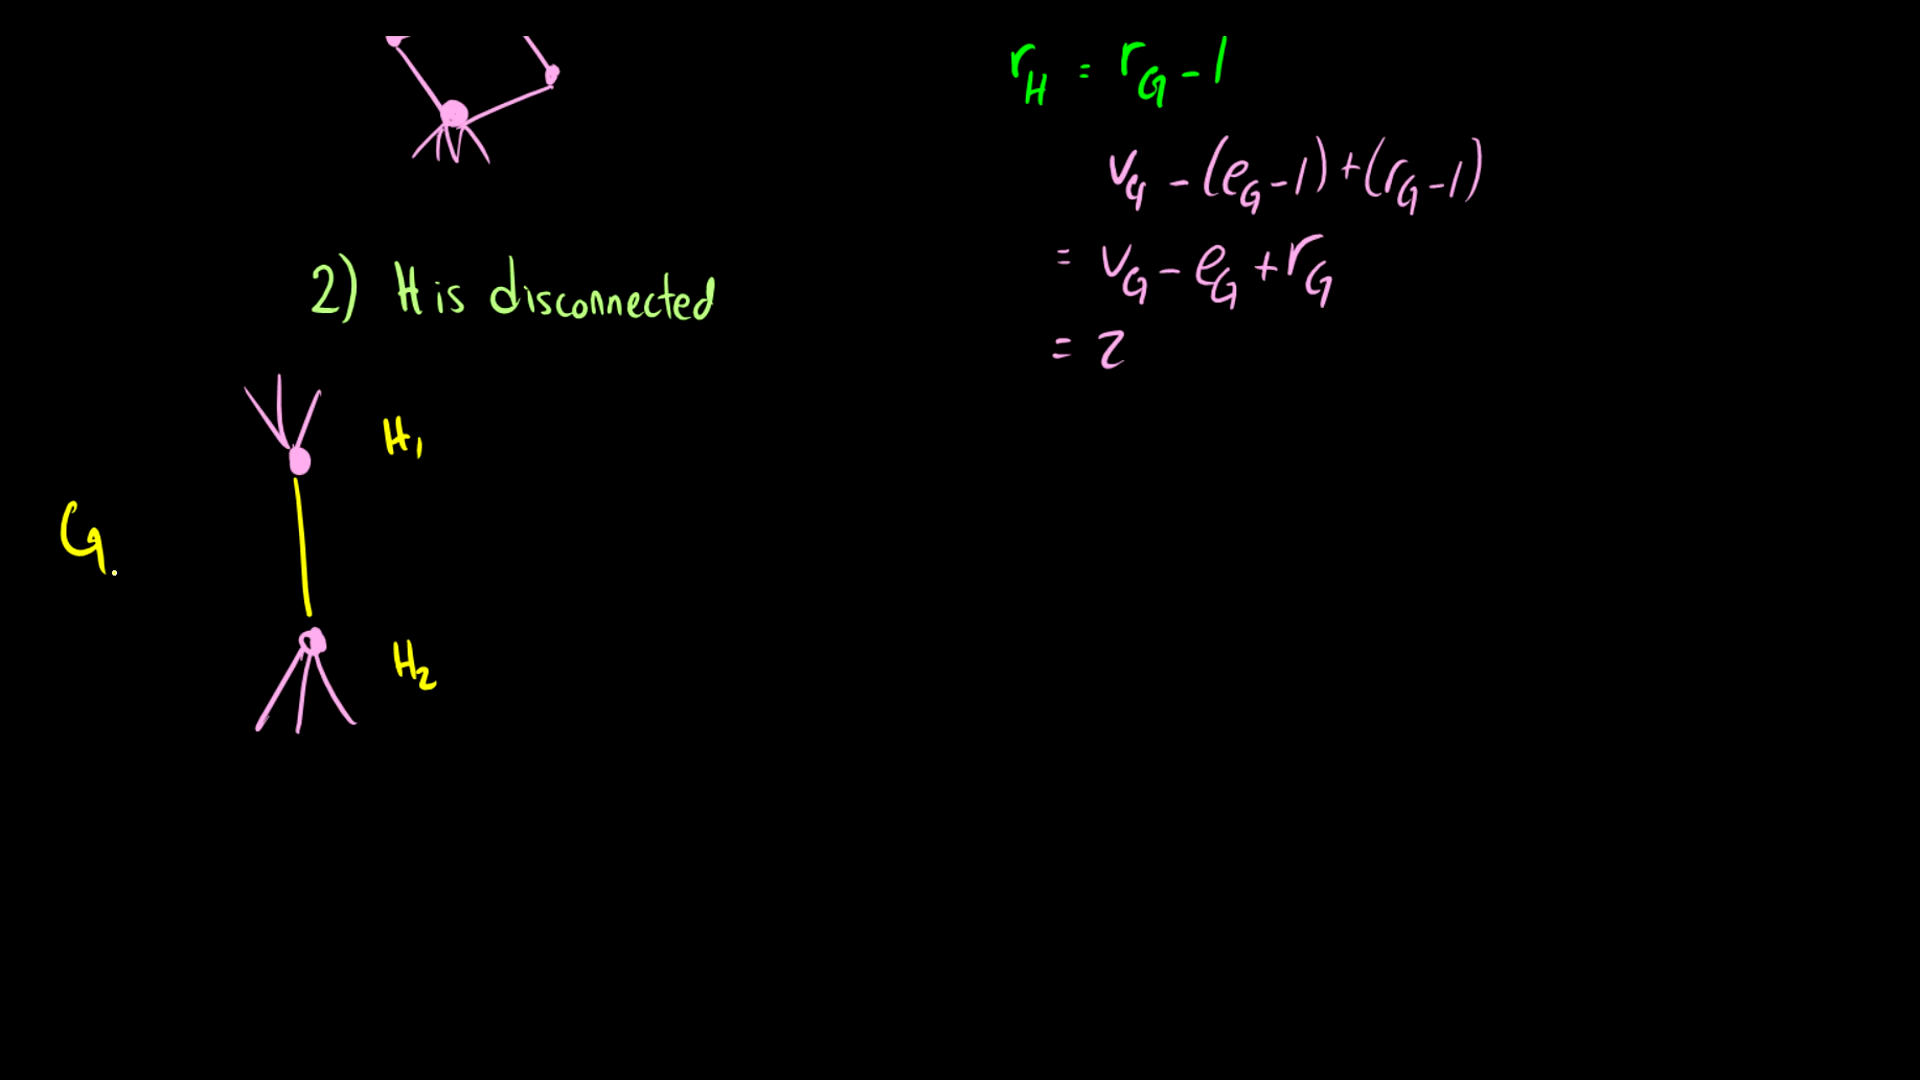 r_H = r_G - 1
v_G - (e_G - 1) + (r_G - 1)
= v_G - e_G + r_G
= 2
2) H is disconnected
H_1
G
H_2